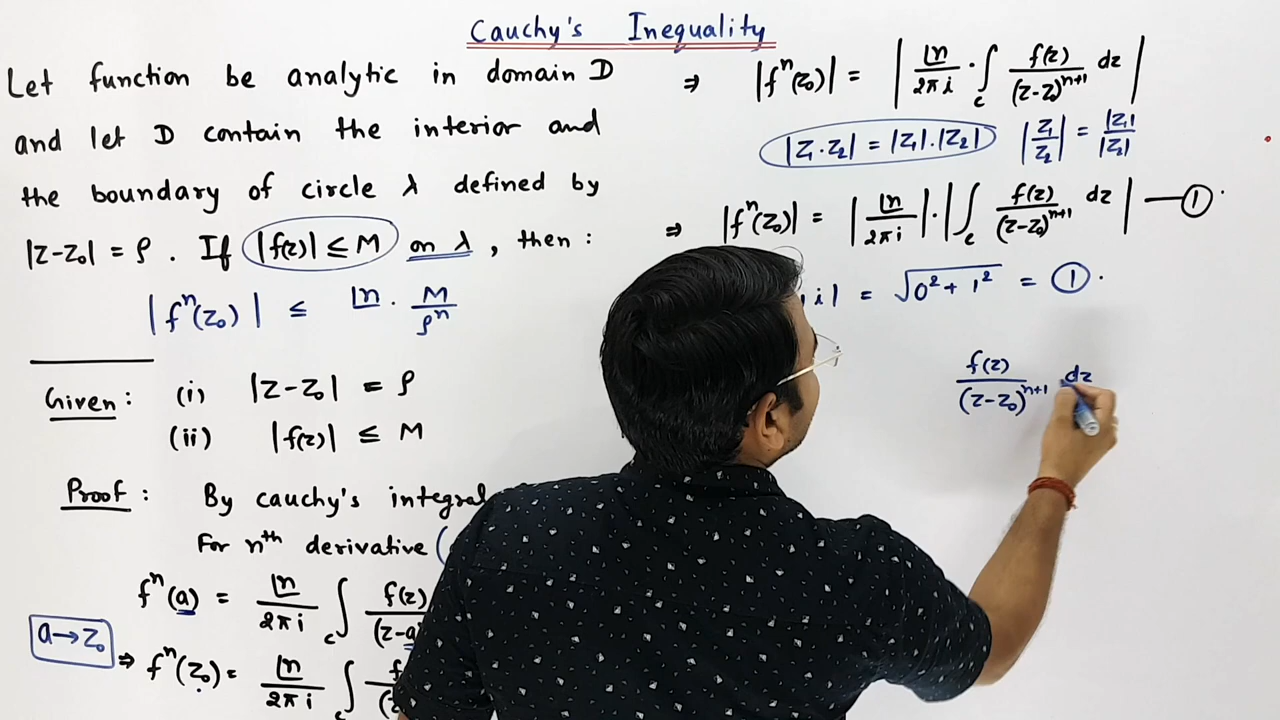 Cauchy's Inequality
Let function be analytic in domain D
and let D contain the interior and
the boundary of circle λ defined by
|z-z₀| = ρ . If |f(z)| ≤ M on λ, then :
|fⁿ(z₀)| ≤ ⌊n . M/ρⁿ
Given : (i) |z-z₀| = ρ
(ii) |f(z)| ≤ M
Proof : By cauchy's integral
For nᵗʰ derivative (
fⁿ(a) = ⌊n/2πi ∫c f(z)/(z-a
a→z₀
⇒ fⁿ(z₀) = ⌊n/2πi ∫c
⇒ |fⁿ(z₀)| = | ⌊n/2πi . ∫c f(z)/(z-z₀)ⁿ⁺¹ dz |
|z₁.z₂| = |z₁|.|z₂| |z₁/z₂| = |z₁|/|z₂|
⇒ |fⁿ(z₀)| = | ⌊n/2πi | . | ∫c f(z)/(z-z₀)ⁿ⁺¹ dz | — ①
i| = √0²+1² = ① .
f(z)/(z-z₀)ⁿ⁺¹ dz